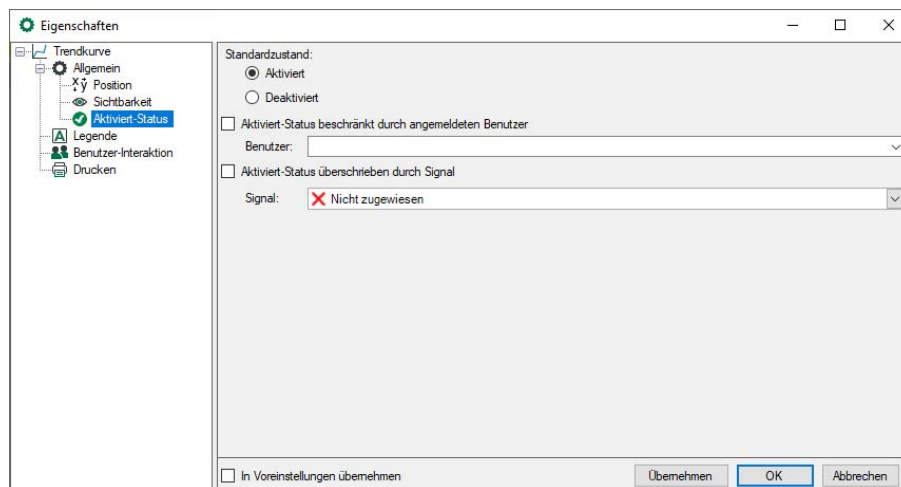 Eigenschaften
Trendkurve
Allgemein
Position
Sichtbarkeit
Aktiviert-Status
Legende
Benutzer-Interaktion
Drucken
Standardzustand:
Aktiviert
Deaktiviert
Aktiviert-Status beschränkt durch angemeldeten Benutzer
Benutzer:
Aktiviert-Status überschrieben durch Signal
Signal: Nicht zugewiesen
In Voreinstellungen übernehmen
Übernehmen OK Abbrechen